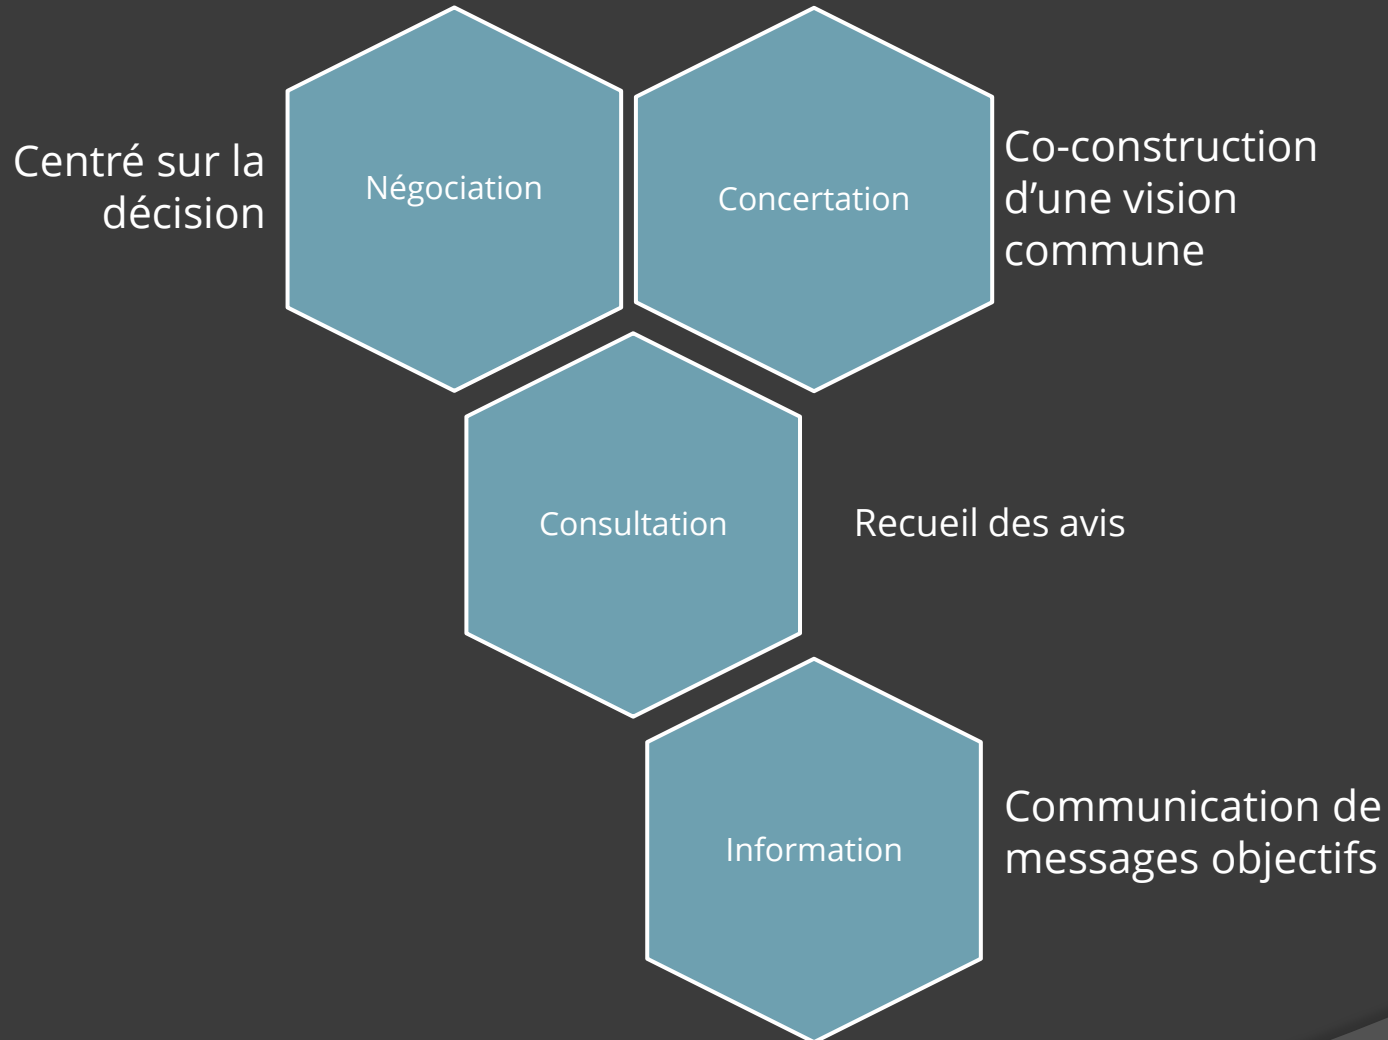 Centré sur la
décision
Négociation
Concertation
Co-construction
d’une vision
commune
Consultation
Recueil des avis
Information
Communication de
messages objectifs